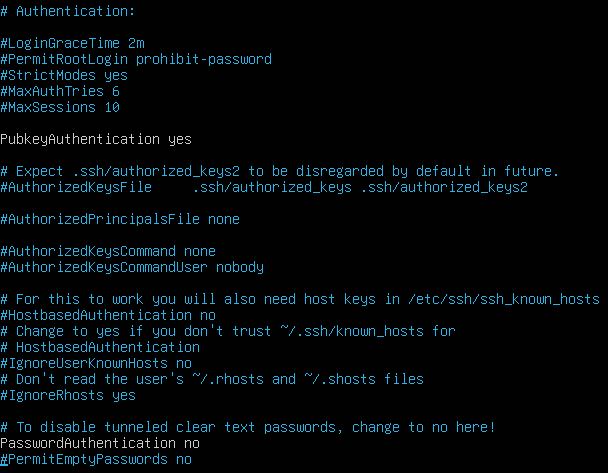 # Authentication:
#LoginGraceTime 2m
#PermitRootLogin prohibit-password
#StrictModes yes
#MaxAuthTries 6
#MaxSessions 10
PubkeyAuthentication yes
# Expect .ssh/authorized_keys2 to be disregarded by default in future.
#AuthorizedKeysFile     .ssh/authorized_keys .ssh/authorized_keys2
#AuthorizedPrincipalsFile none
#AuthorizedKeysCommand none
#AuthorizedKeysCommandUser nobody
# For this to work you will also need host keys in /etc/ssh/ssh_known_hosts
#HostbasedAuthentication no
# Change to yes if you don't trust ~/.ssh/known_hosts for
# HostbasedAuthentication
#IgnoreUserKnownHosts no
# Don't read the user's ~/.rhosts and ~/.shosts files
#IgnoreRhosts yes
# To disable tunneled clear text passwords, change to no here!
PasswordAuthentication no
#PermitEmptyPasswords no